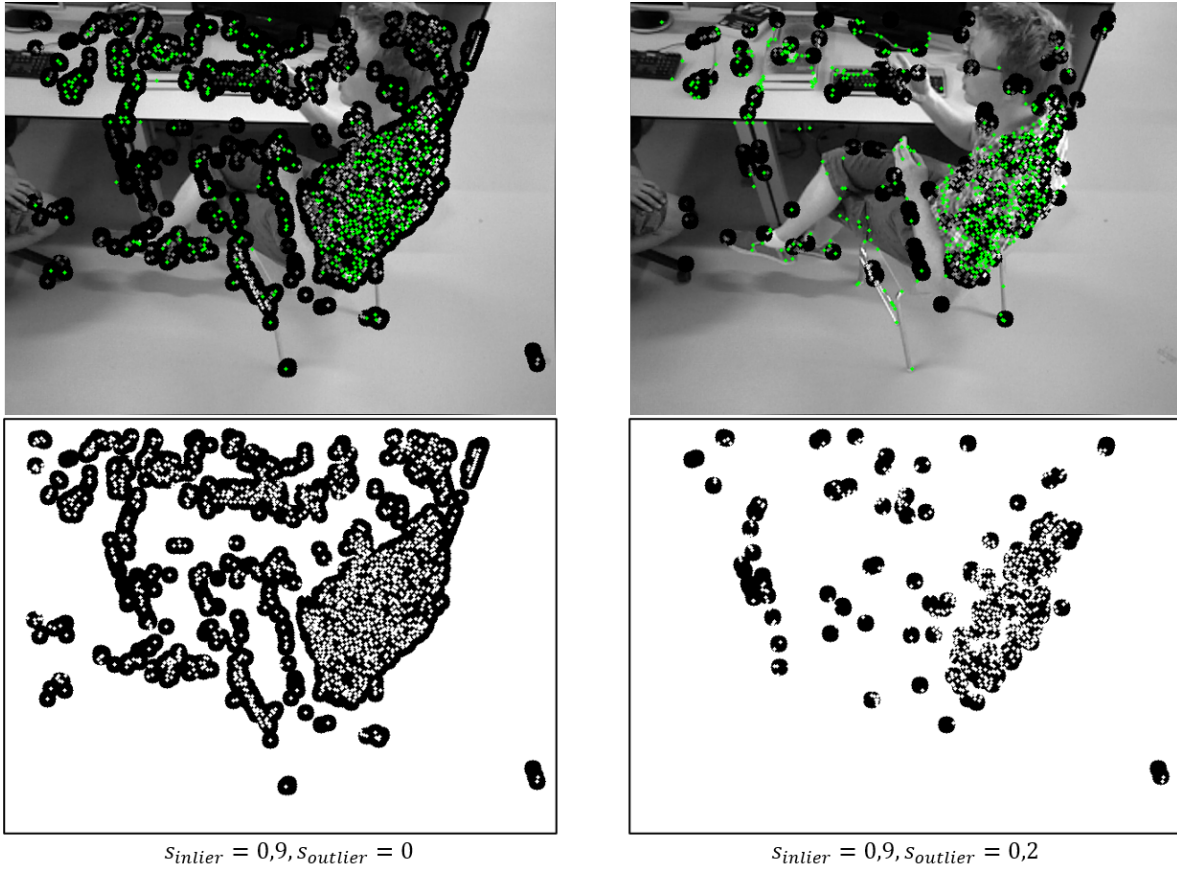 s_inlier = 0,9, s_outlier = 0
s_inlier = 0,9, s_outlier = 0,2